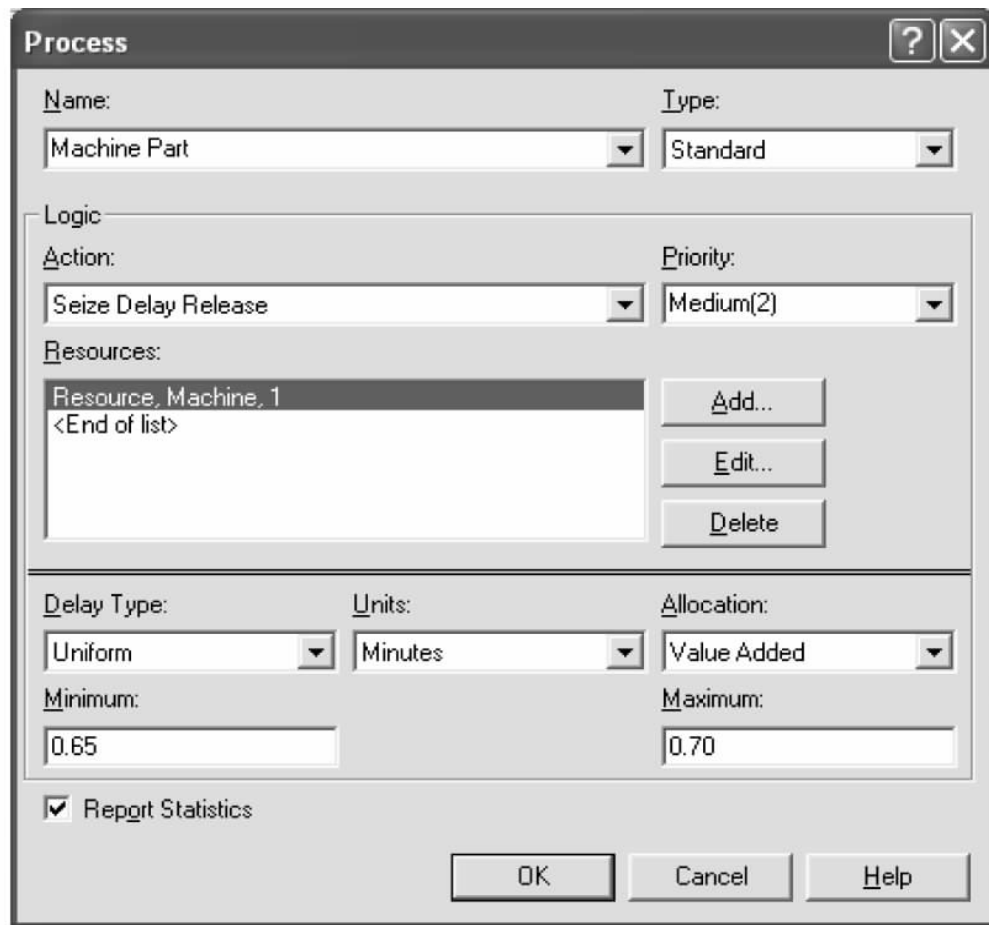 Process
Name: Type:
Machine Part Standard
Logic
Action: Priority:
Seize Delay Release Medium(2)
Resources:
Resource, Machine, 1
<End of list>
Add...
Edit...
Delete
Delay Type: Units: Allocation:
Uniform Minutes Value Added
Minimum: Maximum:
0.65 0.70
Report Statistics
OK Cancel Help